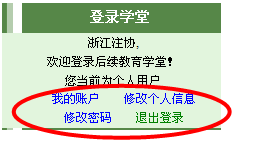 登录学堂
浙江注协,
欢迎登录后续教育学堂!
您当前为个人用户
我的账户 修改个人信息
修改密码 退出登录